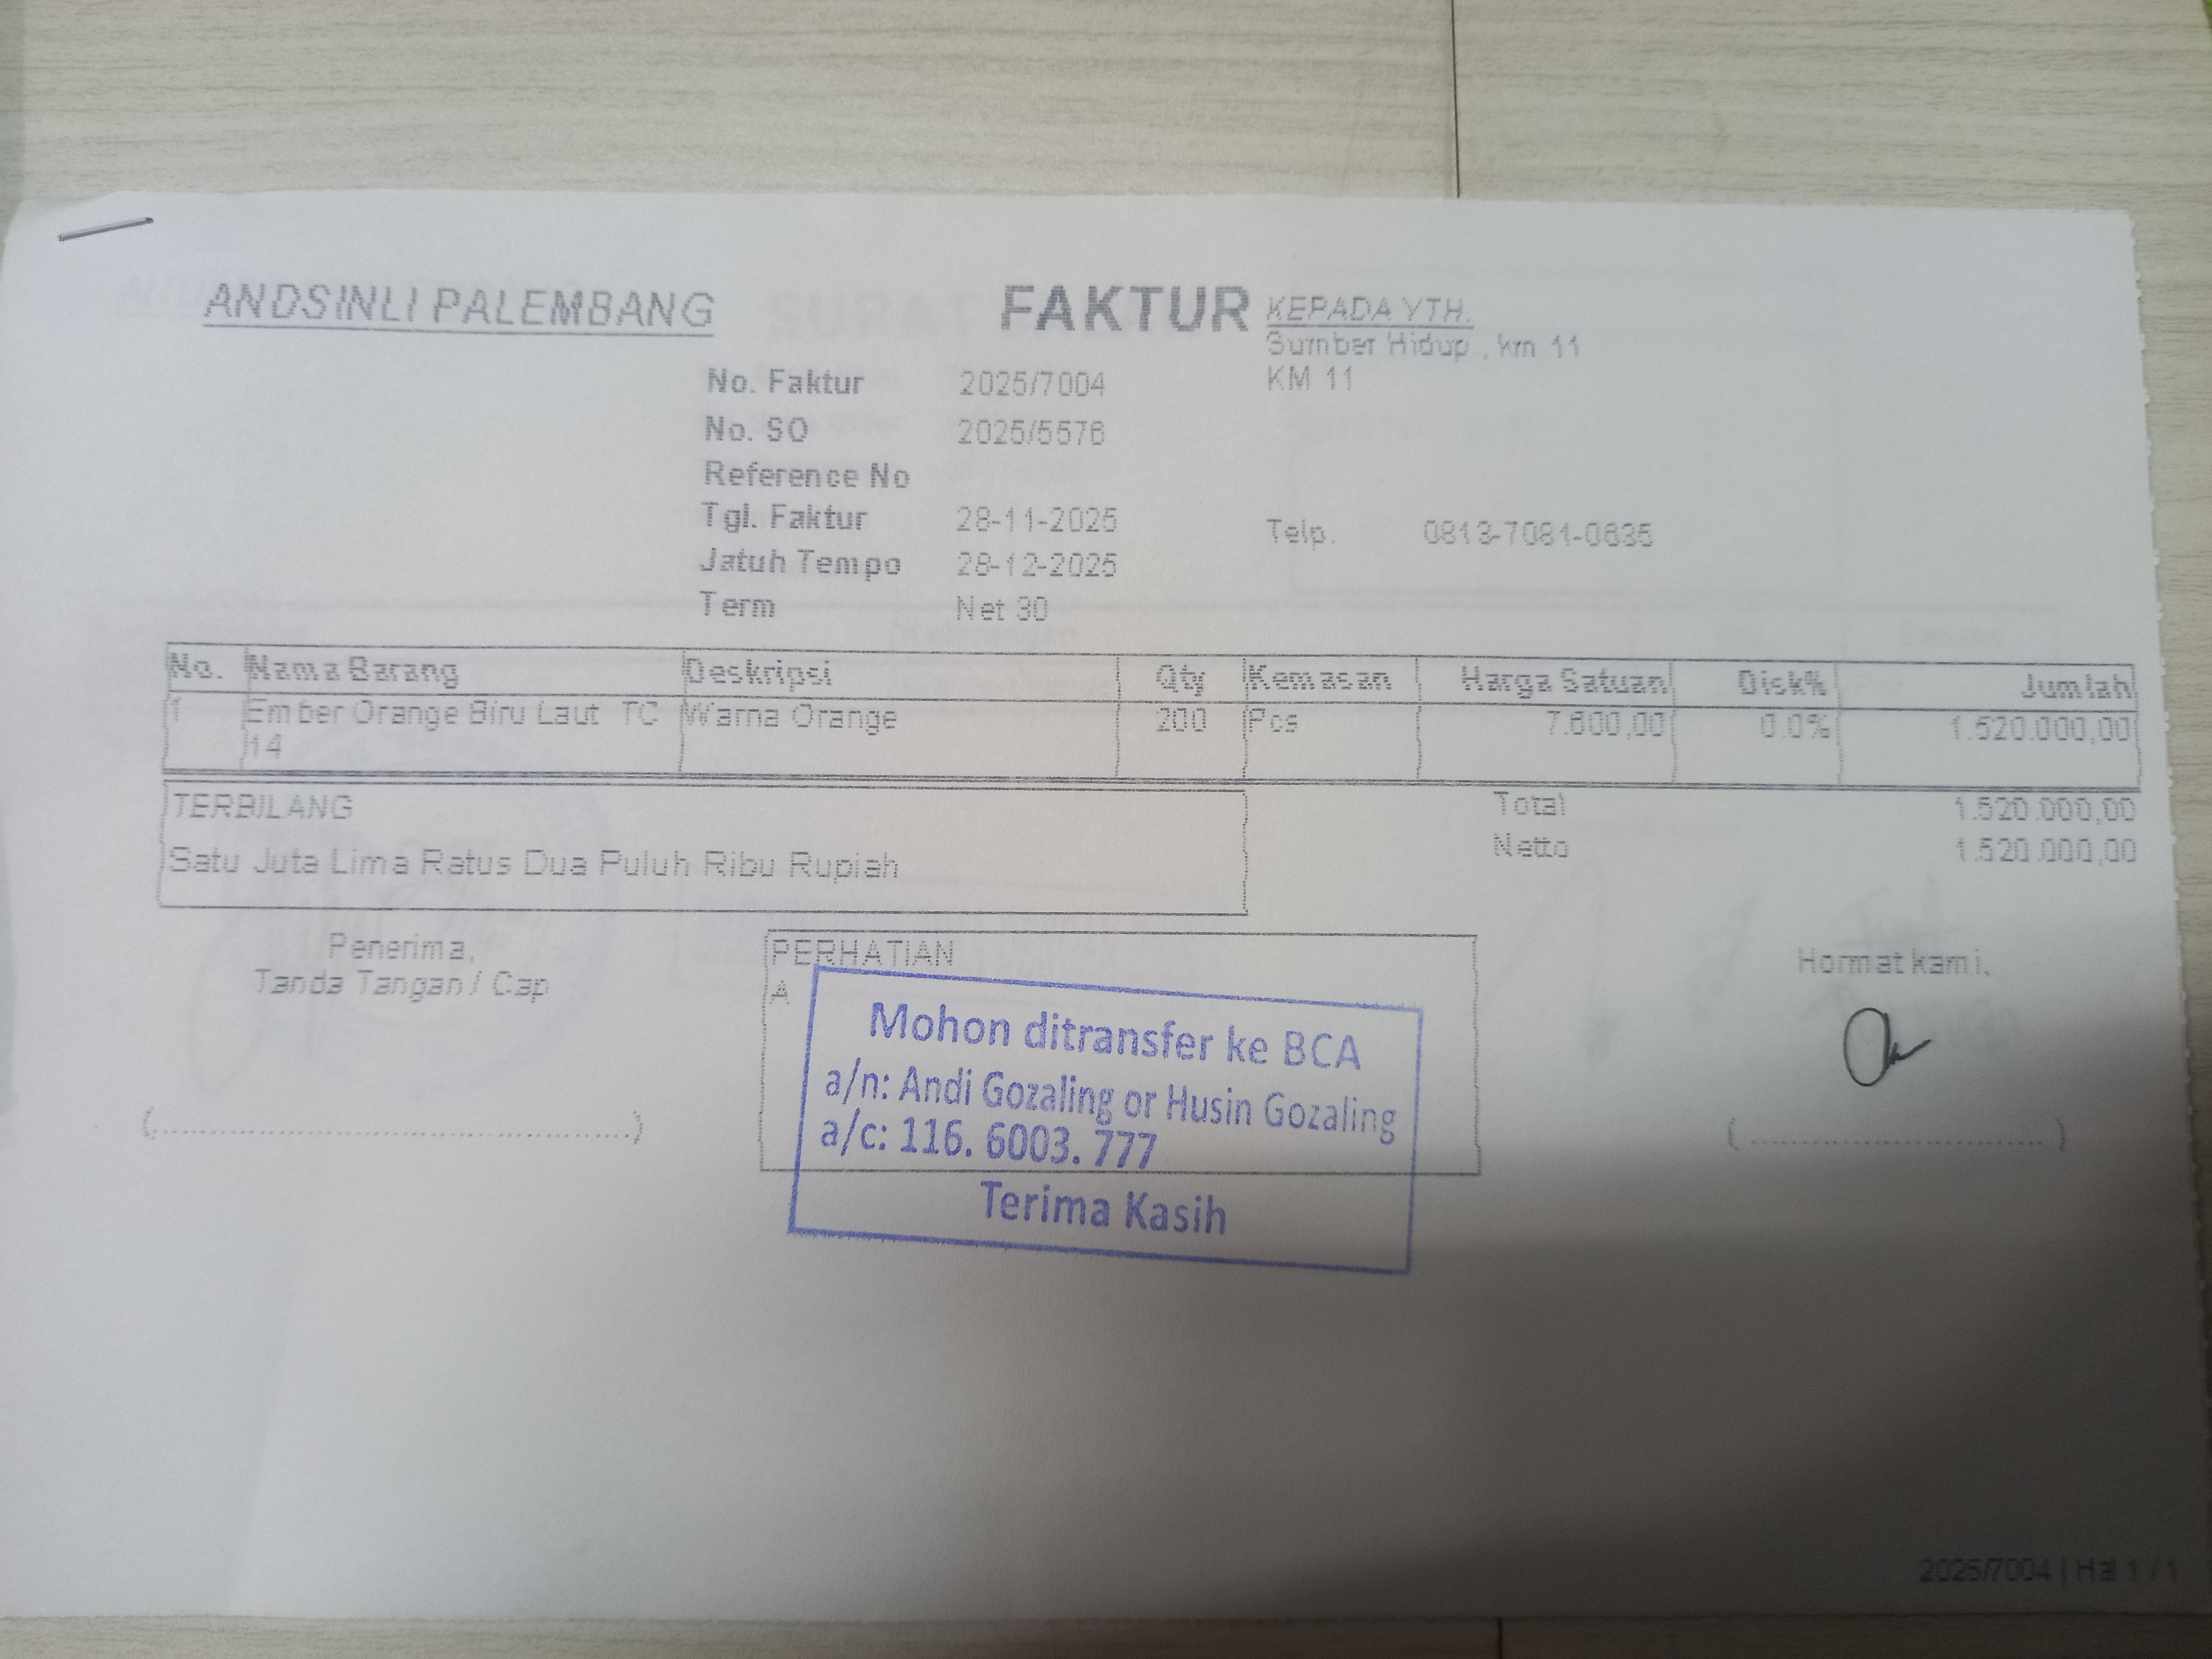 ANDSINLI PALEMBANG
FAKTUR
KEPADA YTH.
Sumber Hidup , km 11
KM 11
No. Faktur 2025/7004
No. SO 2025/5576
Reference No
Tgl. Faktur 28-11-2025
Telp. 0813-7081-0635
Jatuh Tempo 28-12-2025
Term Net 30
No. Nama Barang Deskripsi Qty Kemasan Harga Satuan Disk% Jumlah
1 Ember Orange Biru Laut TC Warna Orange 200 Pcs 7.600,00 0.0% 1.520.000,00
14
TERBILANG
Satu Juta Lima Ratus Dua Puluh Ribu Rupiah
Total 1.520.000,00
Netto 1.520.000,00
Penerima,
Tanda Tangan / Cap
(....................................................)
PERHATIAN
A
Mohon ditransfer ke BCA
a/n: Andi Gozaling or Husin Gozaling
a/c: 116. 6003. 777
Terima Kasih
Hormat kami,
( ................................ )
2025/7004 | Hal 1 / 1